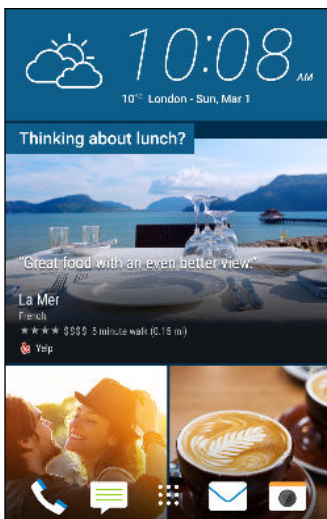 10:08 AM
10°C London - Sun, Mar 1
Thinking about lunch?
"Great food with an even better view."
La Mer
French
★★★★ $$$$ 5 minute walk (0.16 mi)
Yelp